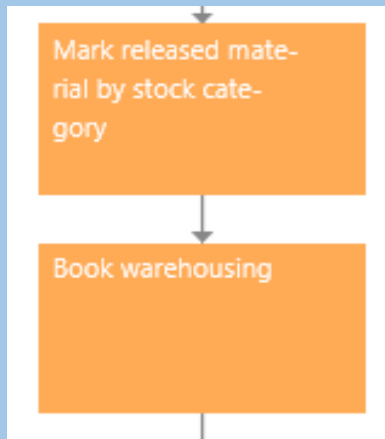 Mark released mate-
rial by stock cate-
gory
Book warehousing